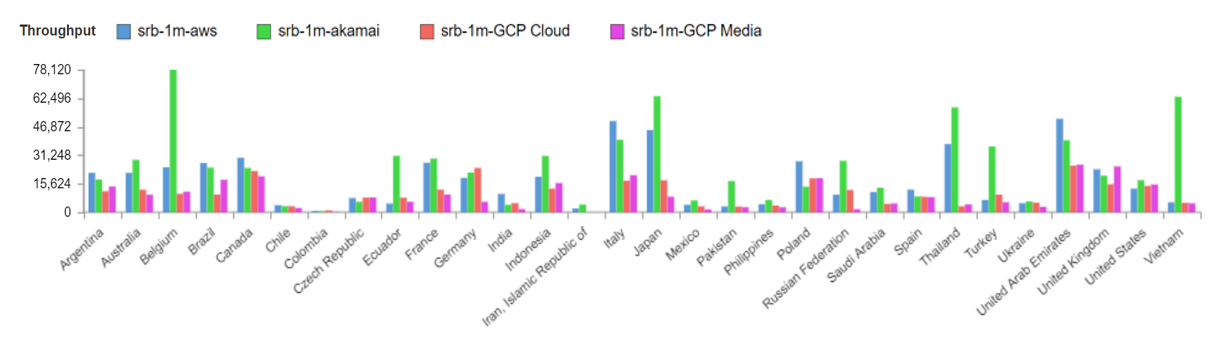 Throughput srb-1m-aws srb-1m-akamai srb-1m-GCP Cloud srb-1m-GCP Media
78,120
62,496
46,872
31,248
15,624
0
Argentina
Australia
Belgium
Brazil
Canada
Chile
Colombia
Czech Republic
Ecuador
France
Germany
India
Indonesia
Iran, Islamic Republic of
Italy
Japan
Mexico
Pakistan
Philippines
Poland
Russian Federation
Saudi Arabia
Spain
Thailand
Turkey
Ukraine
United Arab Emirates
United Kingdom
United States
Vietnam